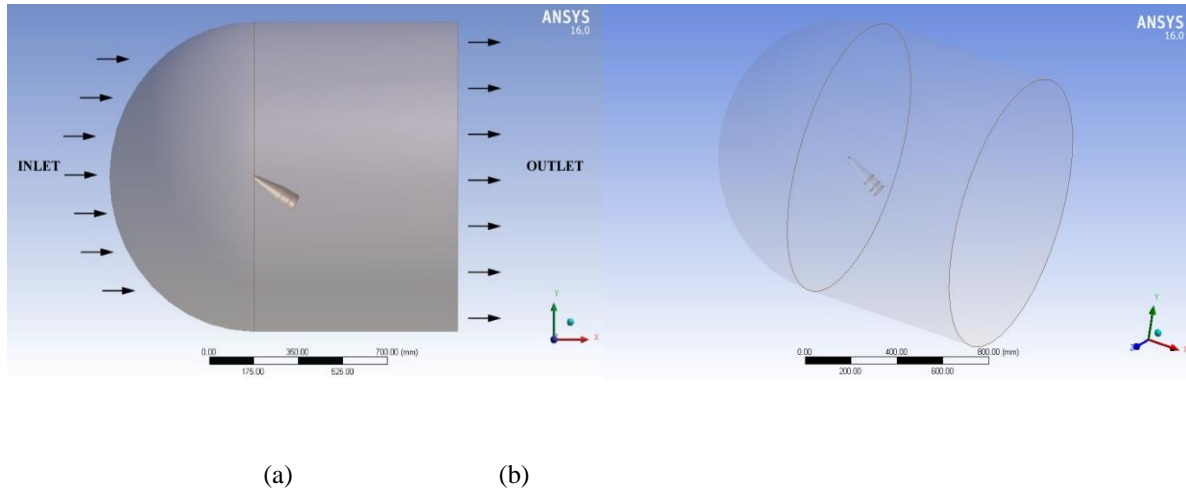 ANSYS
16.0
INLET
OUTLET
Y
X
0.00 350.00 700.00 (mm)
175.00 525.00
ANSYS
16.0
Y
Z
X
0.00 400.00 800.00 (mm)
200.00 600.00
(a) (b)